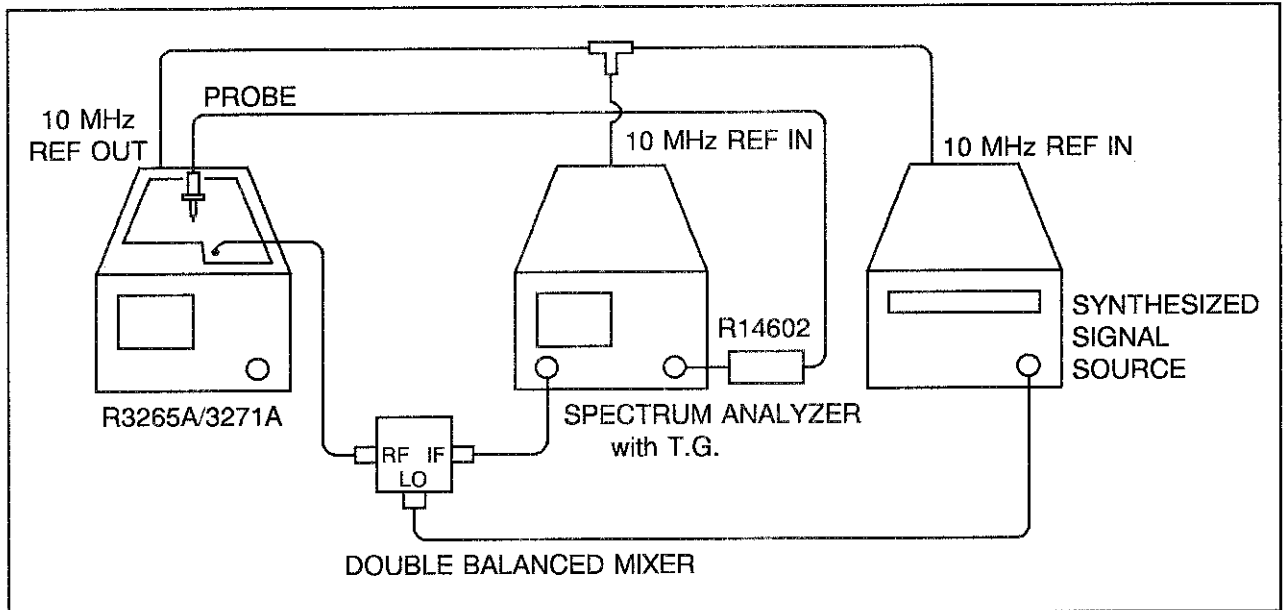 10 MHz
REF OUT
PROBE
10 MHz REF IN
10 MHz REF IN
R3265A/3271A
R14602
SPECTRUM ANALYZER
with T.G.
SYNTHESIZED
SIGNAL
SOURCE
RF IF
LO
DOUBLE BALANCED MIXER